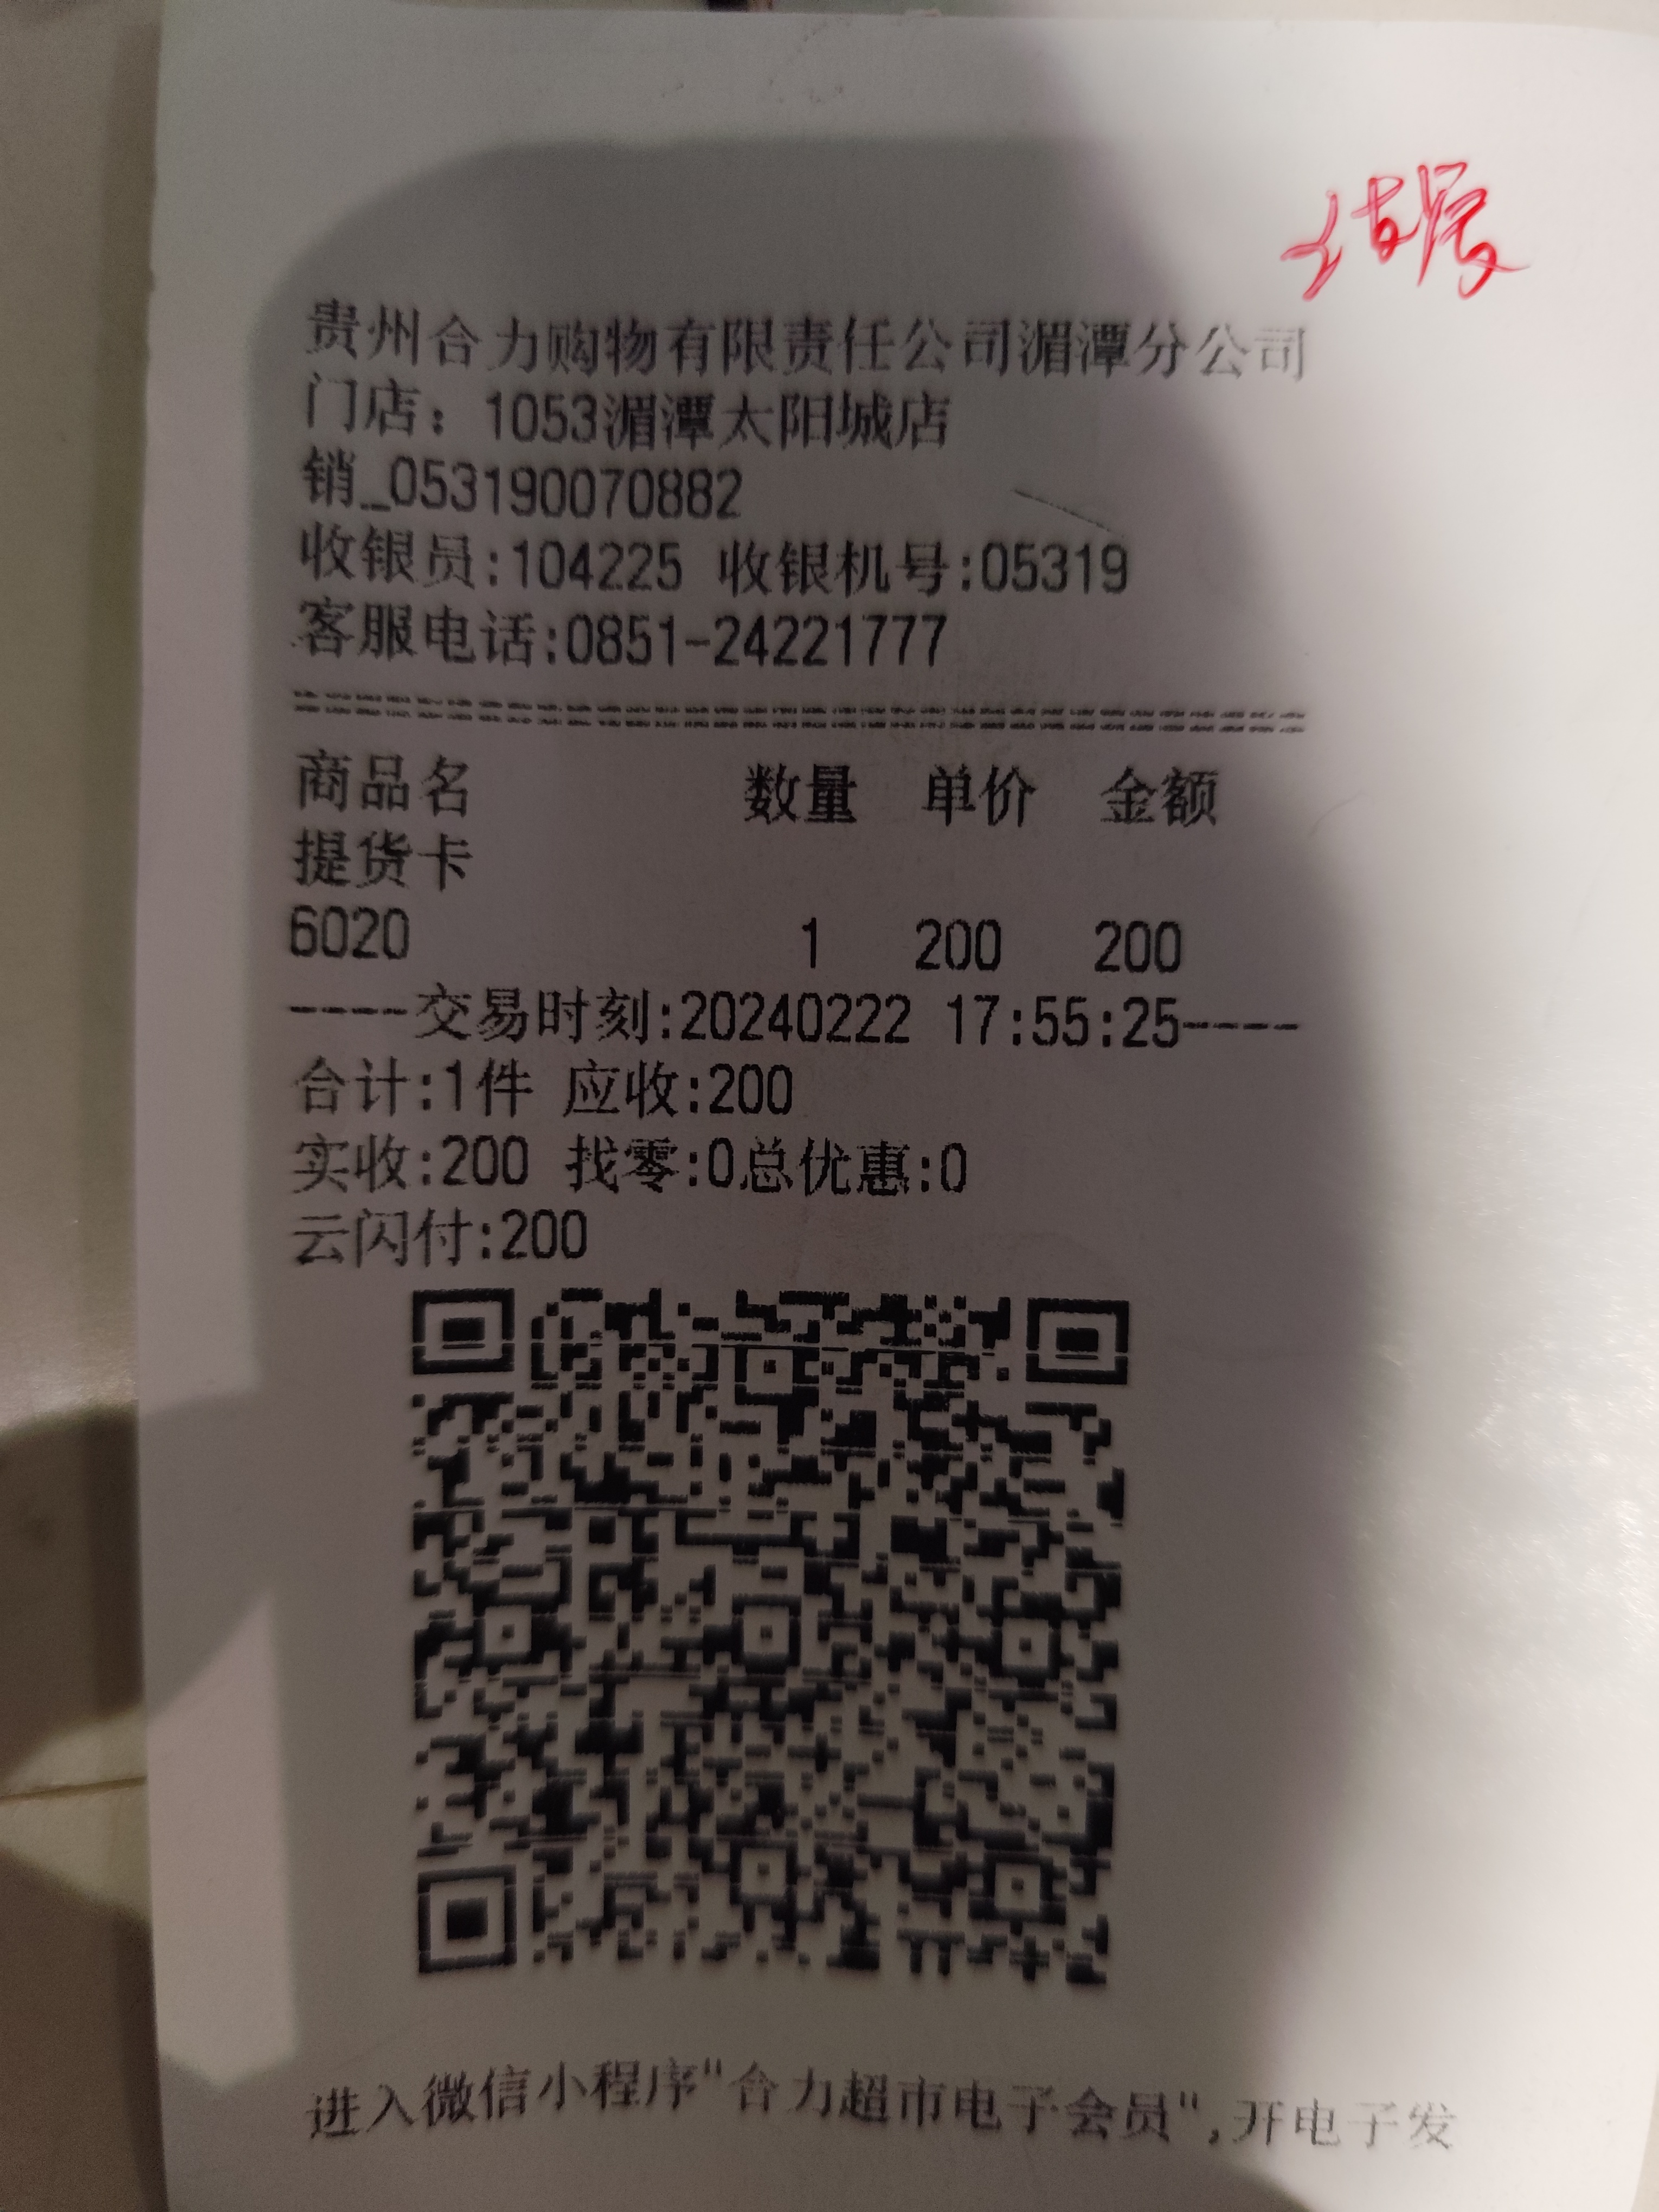 贵州合力购物有限责任公司湄潭分公司
门店：1053湄潭太阳城店
销_053190070882
收银员:104225 收银机号:05319
客服电话:0851-24221777
==================================
商品名 数量 单价 金额
提货卡
6020 1 200 200
----交易时刻:20240222 17:55:25----
合计:1件 应收:200
实收:200 找零:0总优惠:0
云闪付:200
进入微信小程序"合力超市电子会员",开电子发